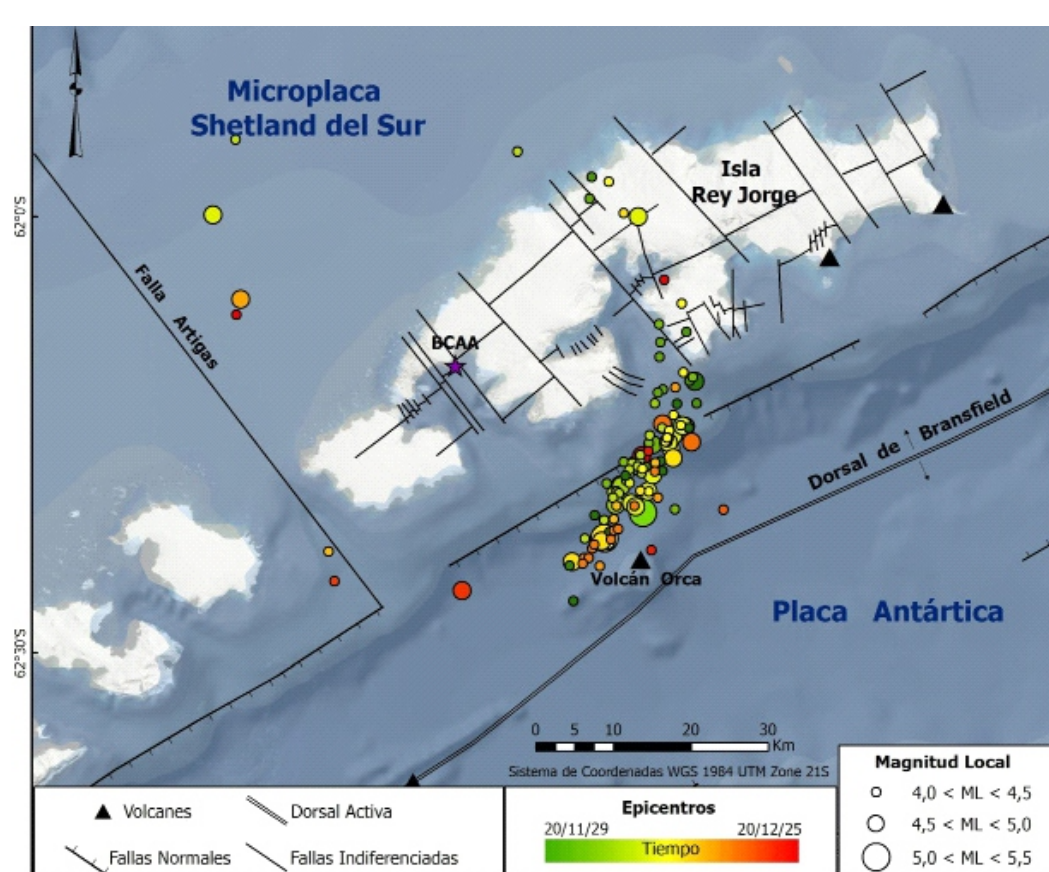 Microplaca
Shetland del Sur
Isla
Rey Jorge
62°0'S
Falla Artigas
BCAA
Dorsal de Bransfield
Volcán Orca
Placa Antártica
62°30'S
0 5 10 20 30
Km
Sistema de Coordenadas WGS 1984 UTM Zone 21S
Volcanes
Dorsal Activa
Fallas Normales
Fallas Indiferenciadas
Epicentros
20/11/29 20/12/25
Tiempo
Magnitud Local
4,0 < ML < 4,5
4,5 < ML < 5,0
5,0 < ML < 5,5